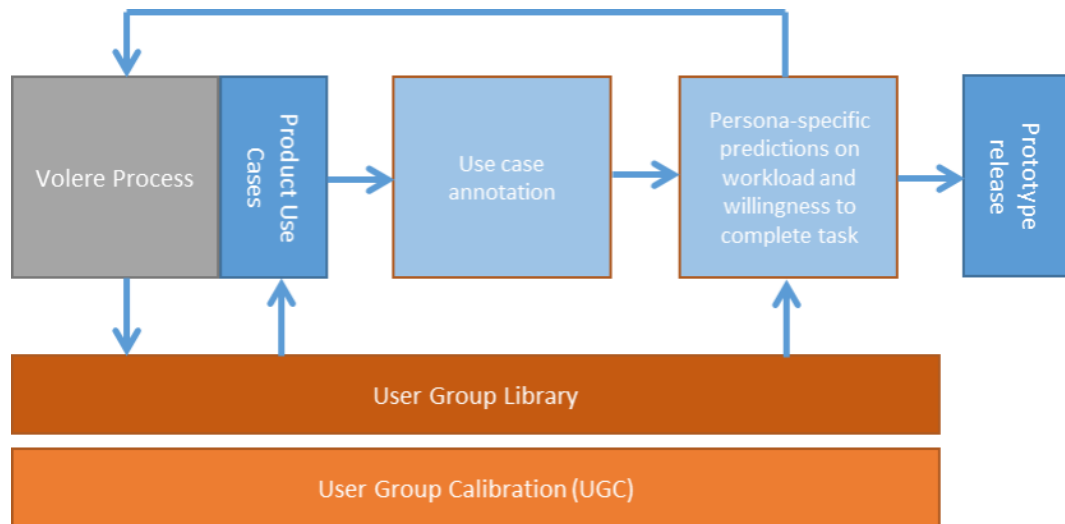 Volere Process
Product Use
Cases
Use case
annotation
Persona-specific
predictions on
workload and
willingness to
complete task
Prototype
release
User Group Library
User Group Calibration (UGC)